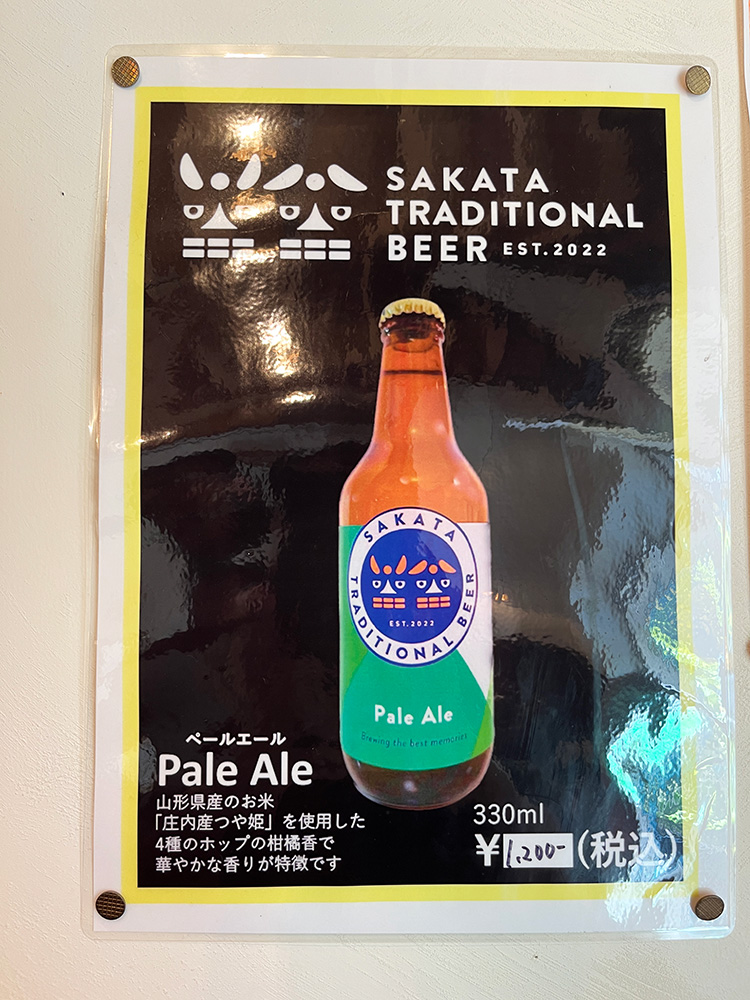 SAKATA
TRADITIONAL
BEER EST.2022
SAKATA
TRADITIONAL BEER
EST.2022
Pale Ale
Brewing the best memories
ペールエール
Pale Ale
山形県産のお米
「庄内産つや姫」を使用した
4種のホップの柑橘香で
華やかな香りが特徴です
330ml
¥1,200-(税込)